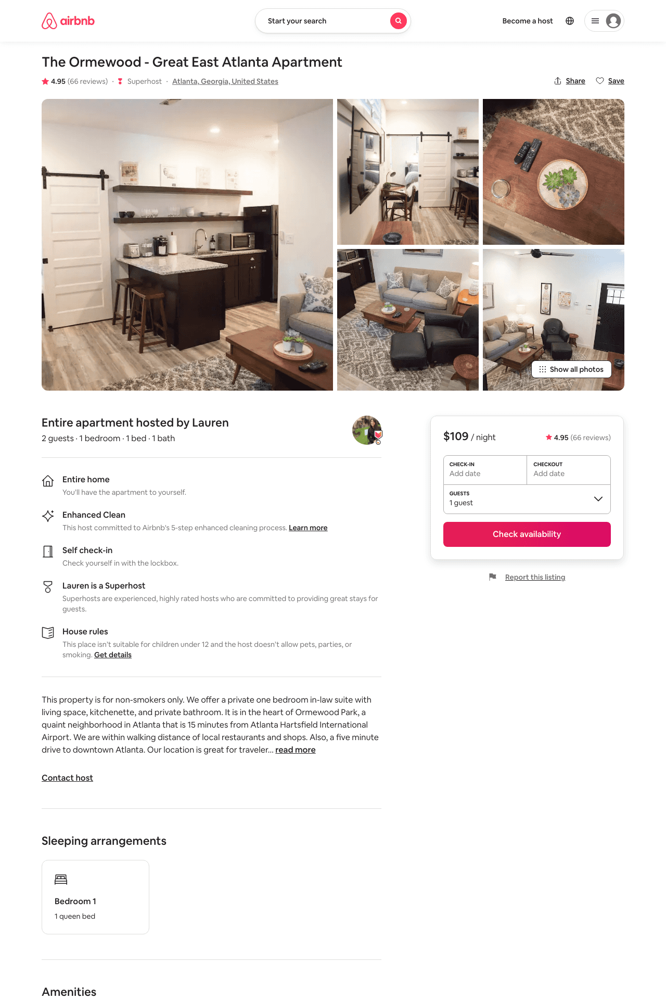 airbnb
Start your search
Become a host
The Ormewood - Great East Atlanta Apartment
4.95 (66 reviews) · Superhost · Atlanta, Georgia, United States
Share
Save
Show all photos
Entire apartment hosted by Lauren
2 guests · 1 bedroom · 1 bed · 1 bath
Entire home
You’ll have the apartment to yourself.
Enhanced Clean
This host committed to Airbnb's 5-step enhanced cleaning process. Learn more
Self check-in
Check yourself in with the lockbox.
Lauren is a Superhost
Superhosts are experienced, highly rated hosts who are committed to providing great stays for
guests.
House rules
This place isn’t suitable for children under 12 and the host doesn’t allow pets, parties, or
smoking. Get details
This property is for non-smokers only. We offer a private one bedroom in-law suite with
living space, kitchenette, and private bathroom. It is in the heart of Ormewood Park, a
quaint neighborhood in Atlanta that is 15 minutes from Atlanta Hartsfield International
Airport. We are within walking distance of local restaurants and shops. Also, a five minute
drive to downtown Atlanta. Our location is great for traveler... read more
Contact host
Sleeping arrangements
Bedroom 1
1 queen bed
Amenities
$109 / night
4.95 (66 reviews)
CHECK-IN
Add date
CHECKOUT
Add date
GUESTS
1 guest
Check availability
Report this listing